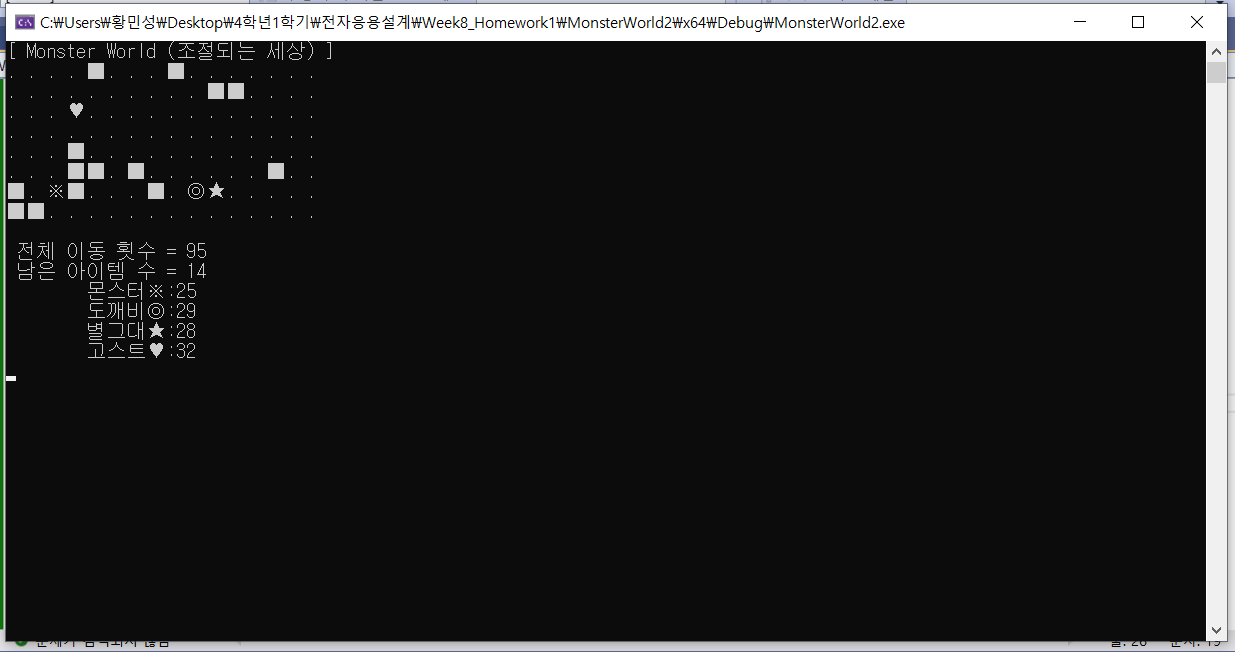 C:₩Users₩황민성₩Desktop₩4학년1학기₩전자응용설계₩Week8_Homework1₩MonsterWorld2₩x64₩Debug₩MonsterWorld2.exe
[ Monster World (조절되는 세상) ]
. . . . ■ . . . ■ . . . . . . .
. . . . . . . . . . ■ ■ . . . .
. . . ♥ . . . . . . . . . . . .
. . . . . . . . . . . . . . . .
. . . ■ . . . . . . . . . . . .
. . . ■ ■ . ■ . . . . . . ■ . .
■ . ※ ■ . . . ■ . ◎ ★ . . . . .
■ ■ . . . . . . . . . . . . . .
전체 이동 횟수 = 95
남은 아이템 수 = 14
몬스터※:25
도깨비◎:29
별그대★:28
고스트♥:32